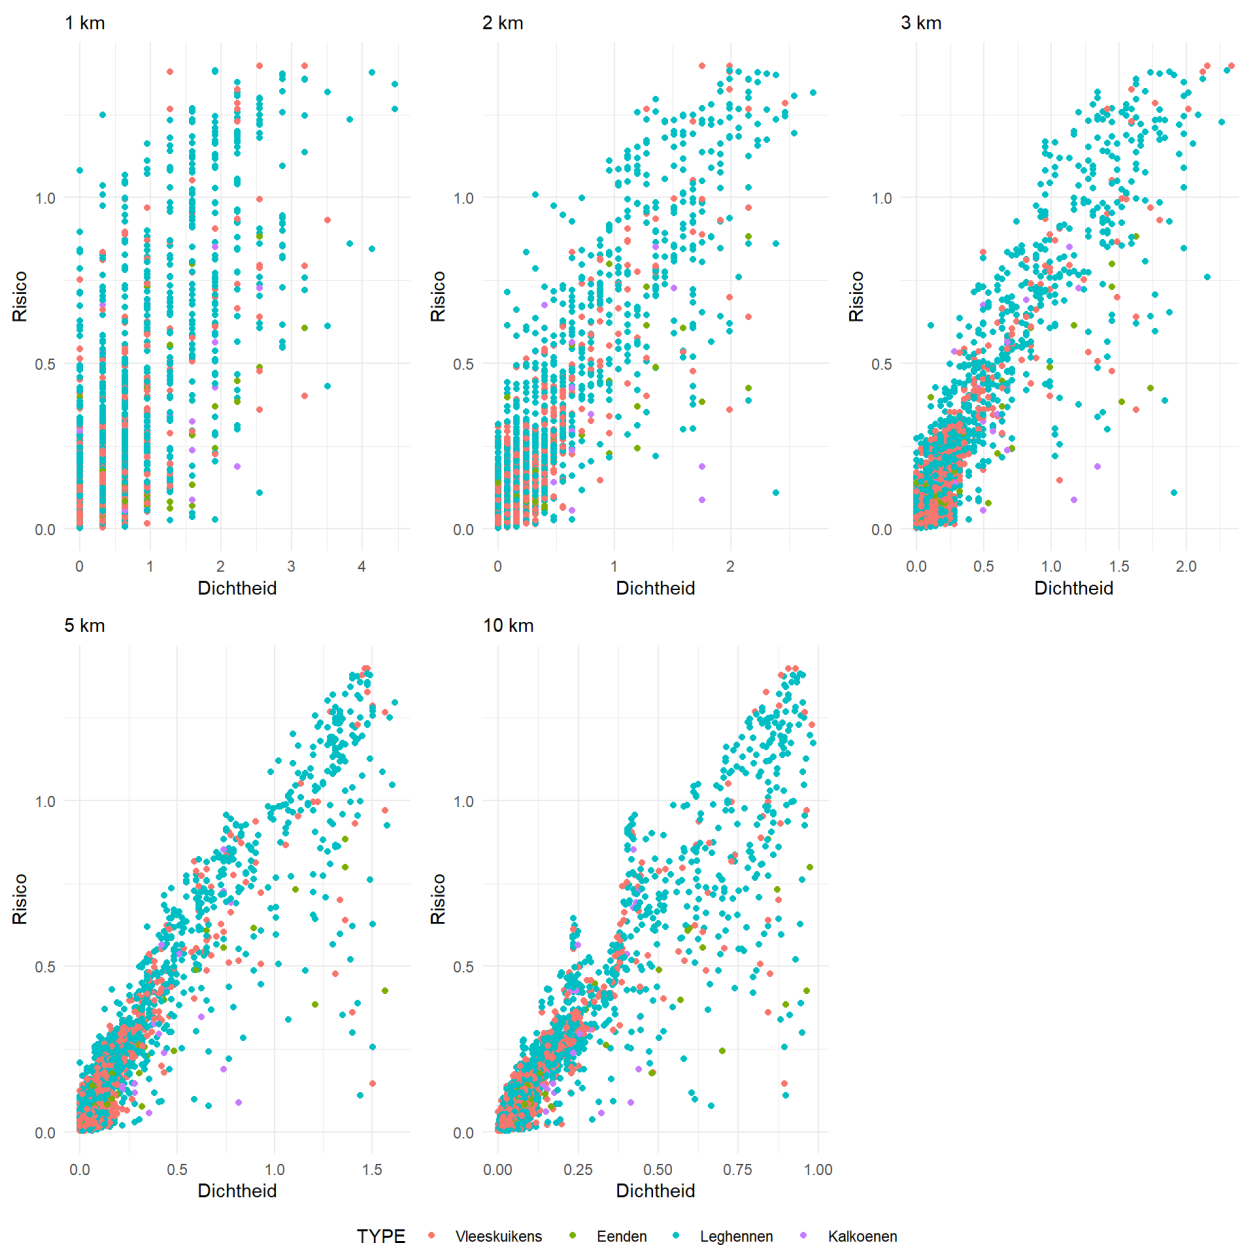 1 km
2 km
3 km
Risico
1.0
0.5
0.0
0 1 2 3 4
Dichtheid
Risico
1.0
0.5
0.0
0 1 2
Dichtheid
Risico
1.0
0.5
0.0
0.0 0.5 1.0 1.5 2.0
Dichtheid
5 km
10 km
Risico
1.0
0.5
0.0
0.0 0.5 1.0 1.5
Dichtheid
Risico
1.0
0.5
0.0
0.00 0.25 0.50 0.75 1.00
Dichtheid
TYPE Vleeskuikens Eenden Leghennen Kalkoenen